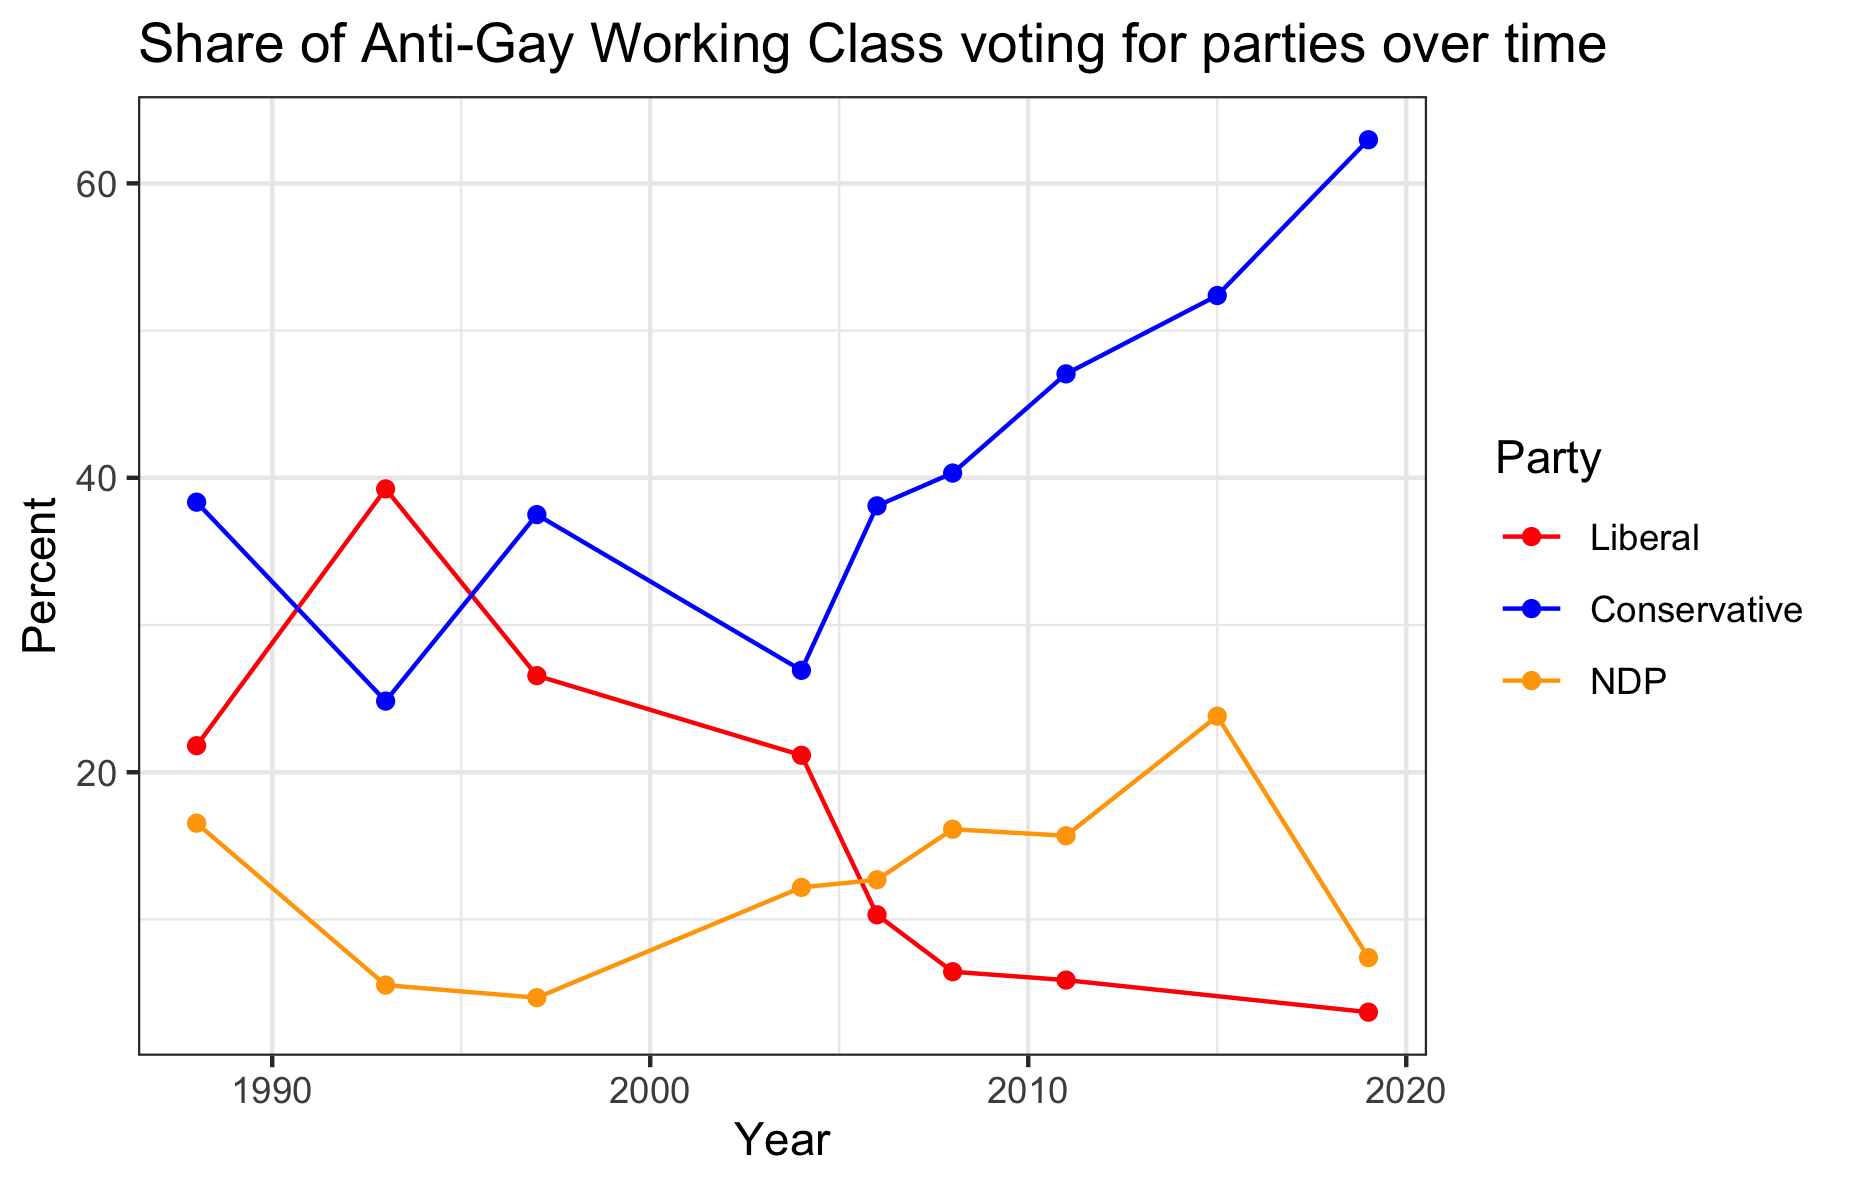 Share of Anti-Gay Working Class voting for parties over time
60
40
20
Percent
1990
2000
2010
2020
Year
Party
Liberal
Conservative
NDP